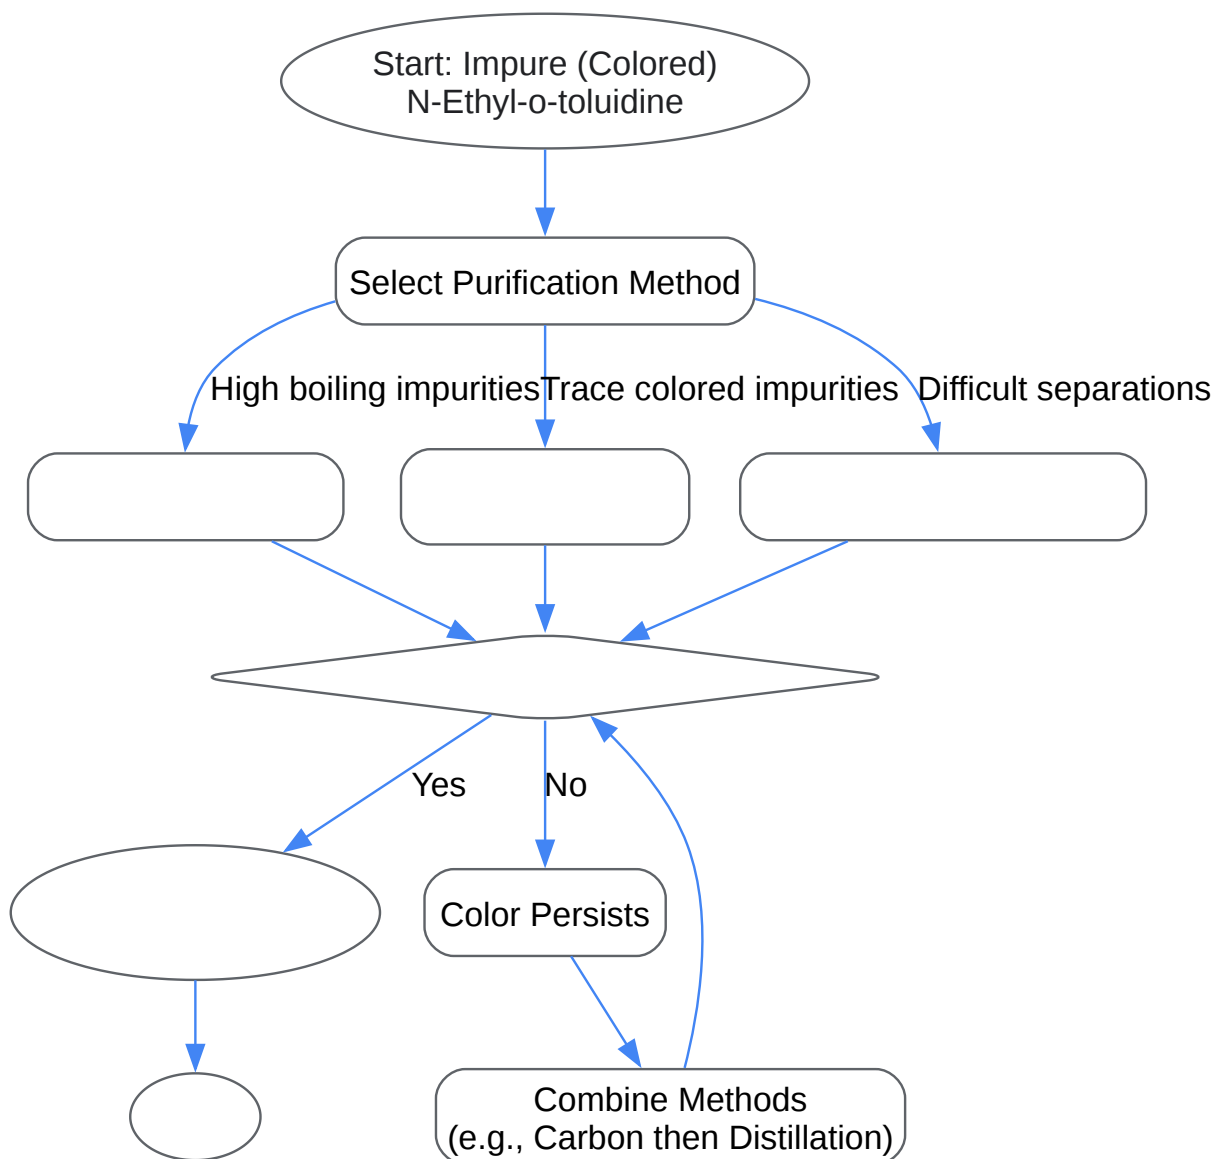 Start: Impure (Colored)
N-Ethyl-o-toluidine
Select Purification Method
High boiling impurities
Trace colored impurities
Difficult separations
Yes
No
Color Persists
Combine Methods
(e.g., Carbon then Distillation)